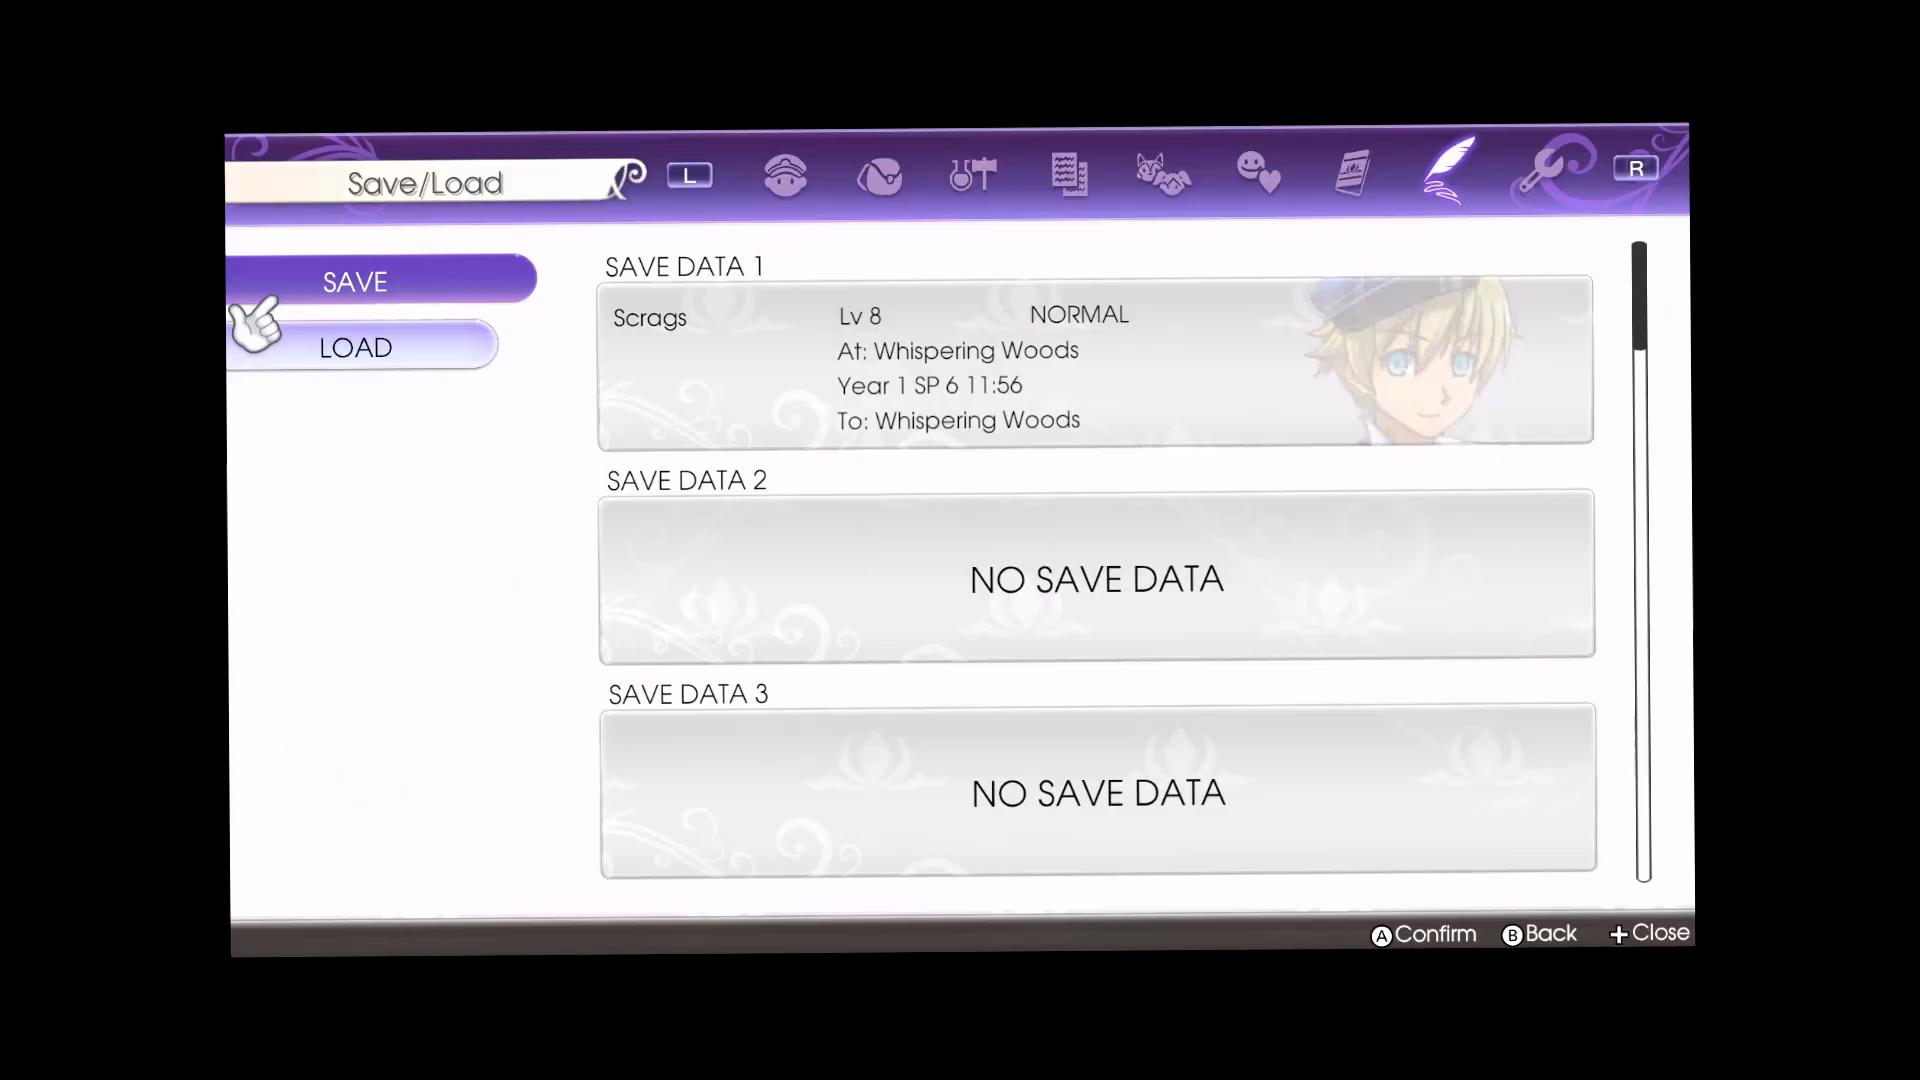 Save/Load
L
R
SAVE
LOAD
SAVE DATA 1
Scrags
Lv 8
NORMAL
At: Whispering Woods
Year 1 SP 6 11:56
To: Whispering Woods
SAVE DATA 2
NO SAVE DATA
SAVE DATA 3
NO SAVE DATA
A Confirm B Back + Close